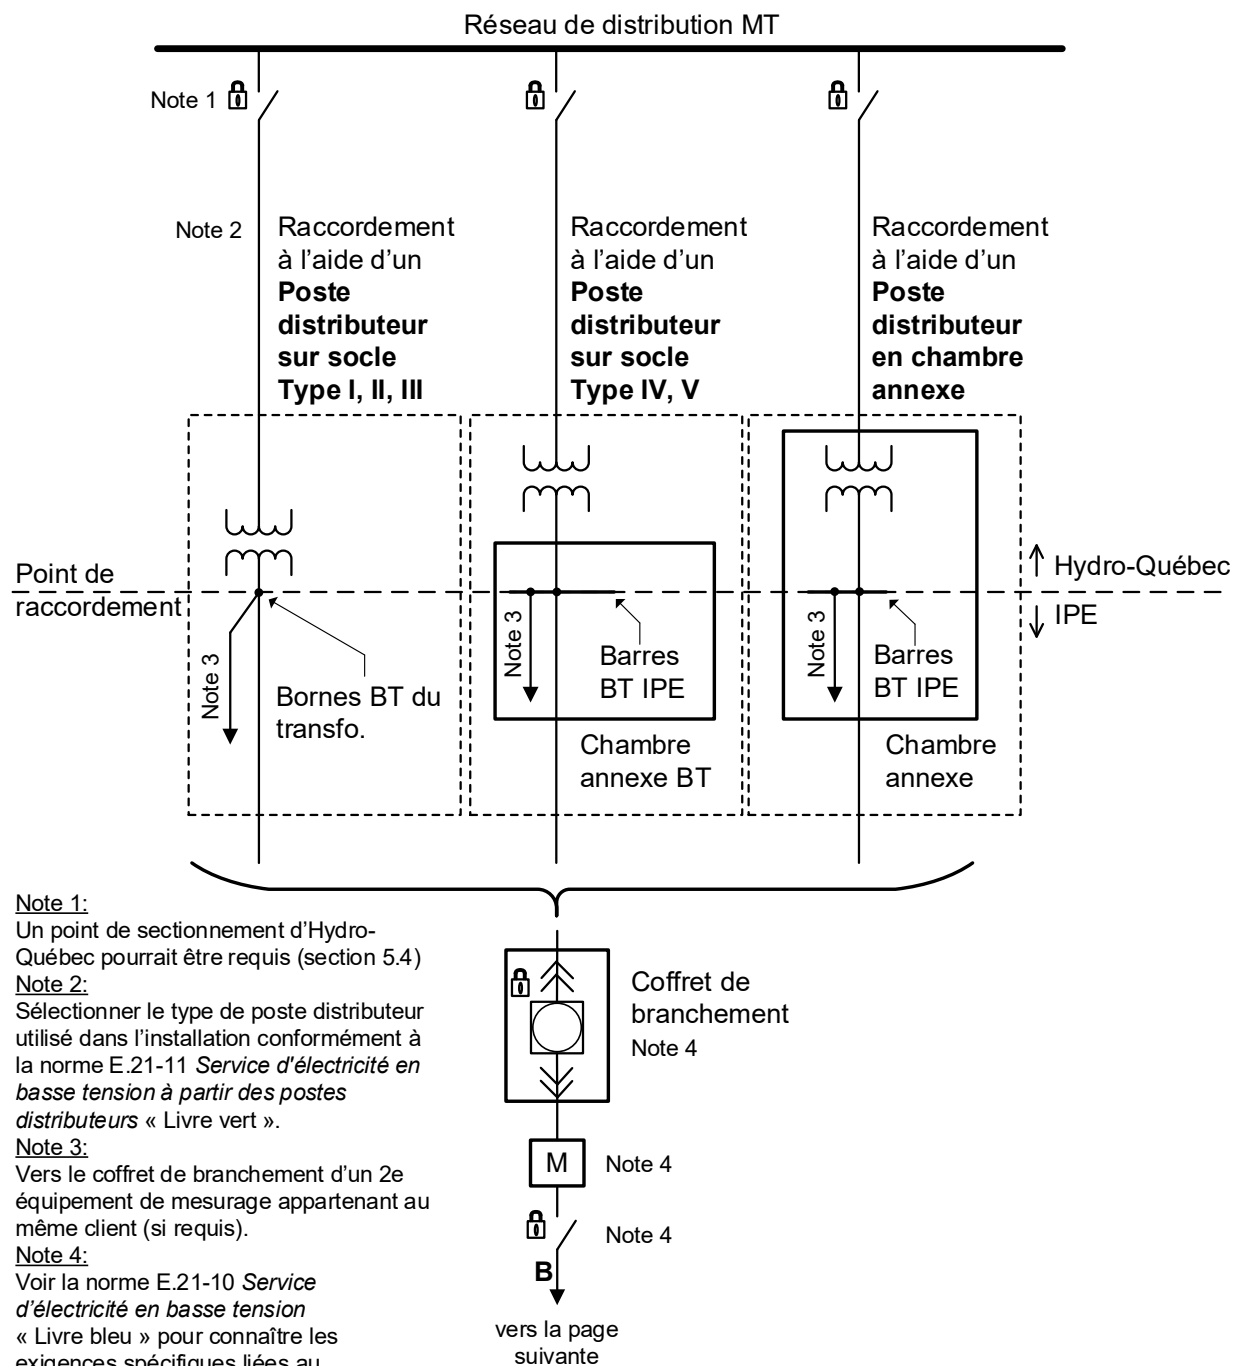 Réseau de distribution MT
Note 1
Note 2
Raccordement
à l'aide d'un
Poste
distributeur
sur socle
Type I, II, III
Raccordement
à l'aide d'un
Poste
distributeur
sur socle
Type IV, V
Raccordement
à l'aide d'un
Poste
distributeur
en chambre
annexe
Point de
raccordement
Hydro-Québec
IPE
Note 3
Bornes BT du
transfo.
Note 3
Barres
BT IPE
Chambre
annexe BT
Note 3
Barres
BT IPE
Chambre
annexe
Note 1:
Un point de sectionnement d'Hydro-
Québec pourrait être requis (section 5.4)
Note 2:
Sélectionner le type de poste distributeur
utilisé dans l'installation conformément à
la norme E.21-11 Service d'électricité en
basse tension à partir des postes
distributeurs « Livre vert ».
Note 3:
Vers le coffret de branchement d'un 2e
équipement de mesurage appartenant au
même client (si requis).
Note 4:
Voir la norme E.21-10 Service
d'électricité en basse tension
« Livre bleu » pour connaître les
exigences spécifiques liées au
Coffret de
branchement
Note 4
M
Note 4
Note 4
B
vers la page
suivante